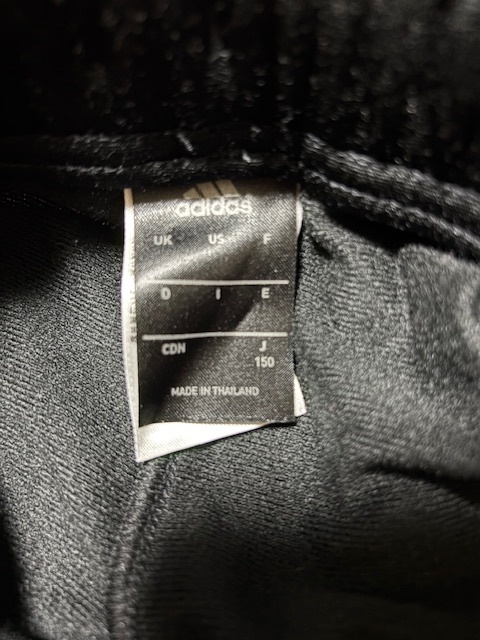 adidas
UK US F
D I E
CDN J
150
MADE IN THAILAND